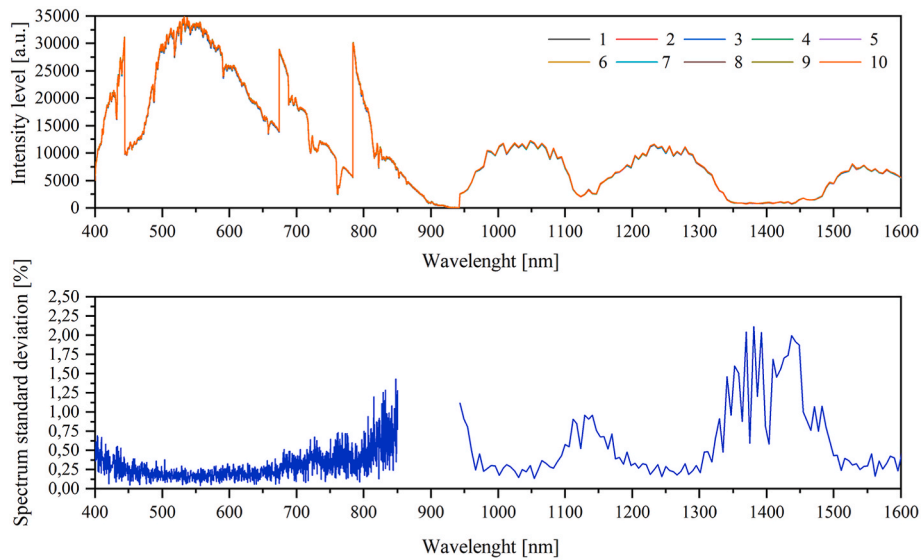 35000
30000
25000
20000
15000
10000
5000
0
Intensity level [a.u.]
1 2 3 4 5
6 7 8 9 10
400 500 600 700 800 900 1000 1100 1200 1300 1400 1500 1600
Wavelenght [nm]
2,50
2,25
2,00
1,75
1,50
1,25
1,00
0,75
0,50
0,25
0,00
Spectrum standard deviation [%]
400 500 600 700 800 900 1000 1100 1200 1300 1400 1500 1600
Wavelenght [nm]